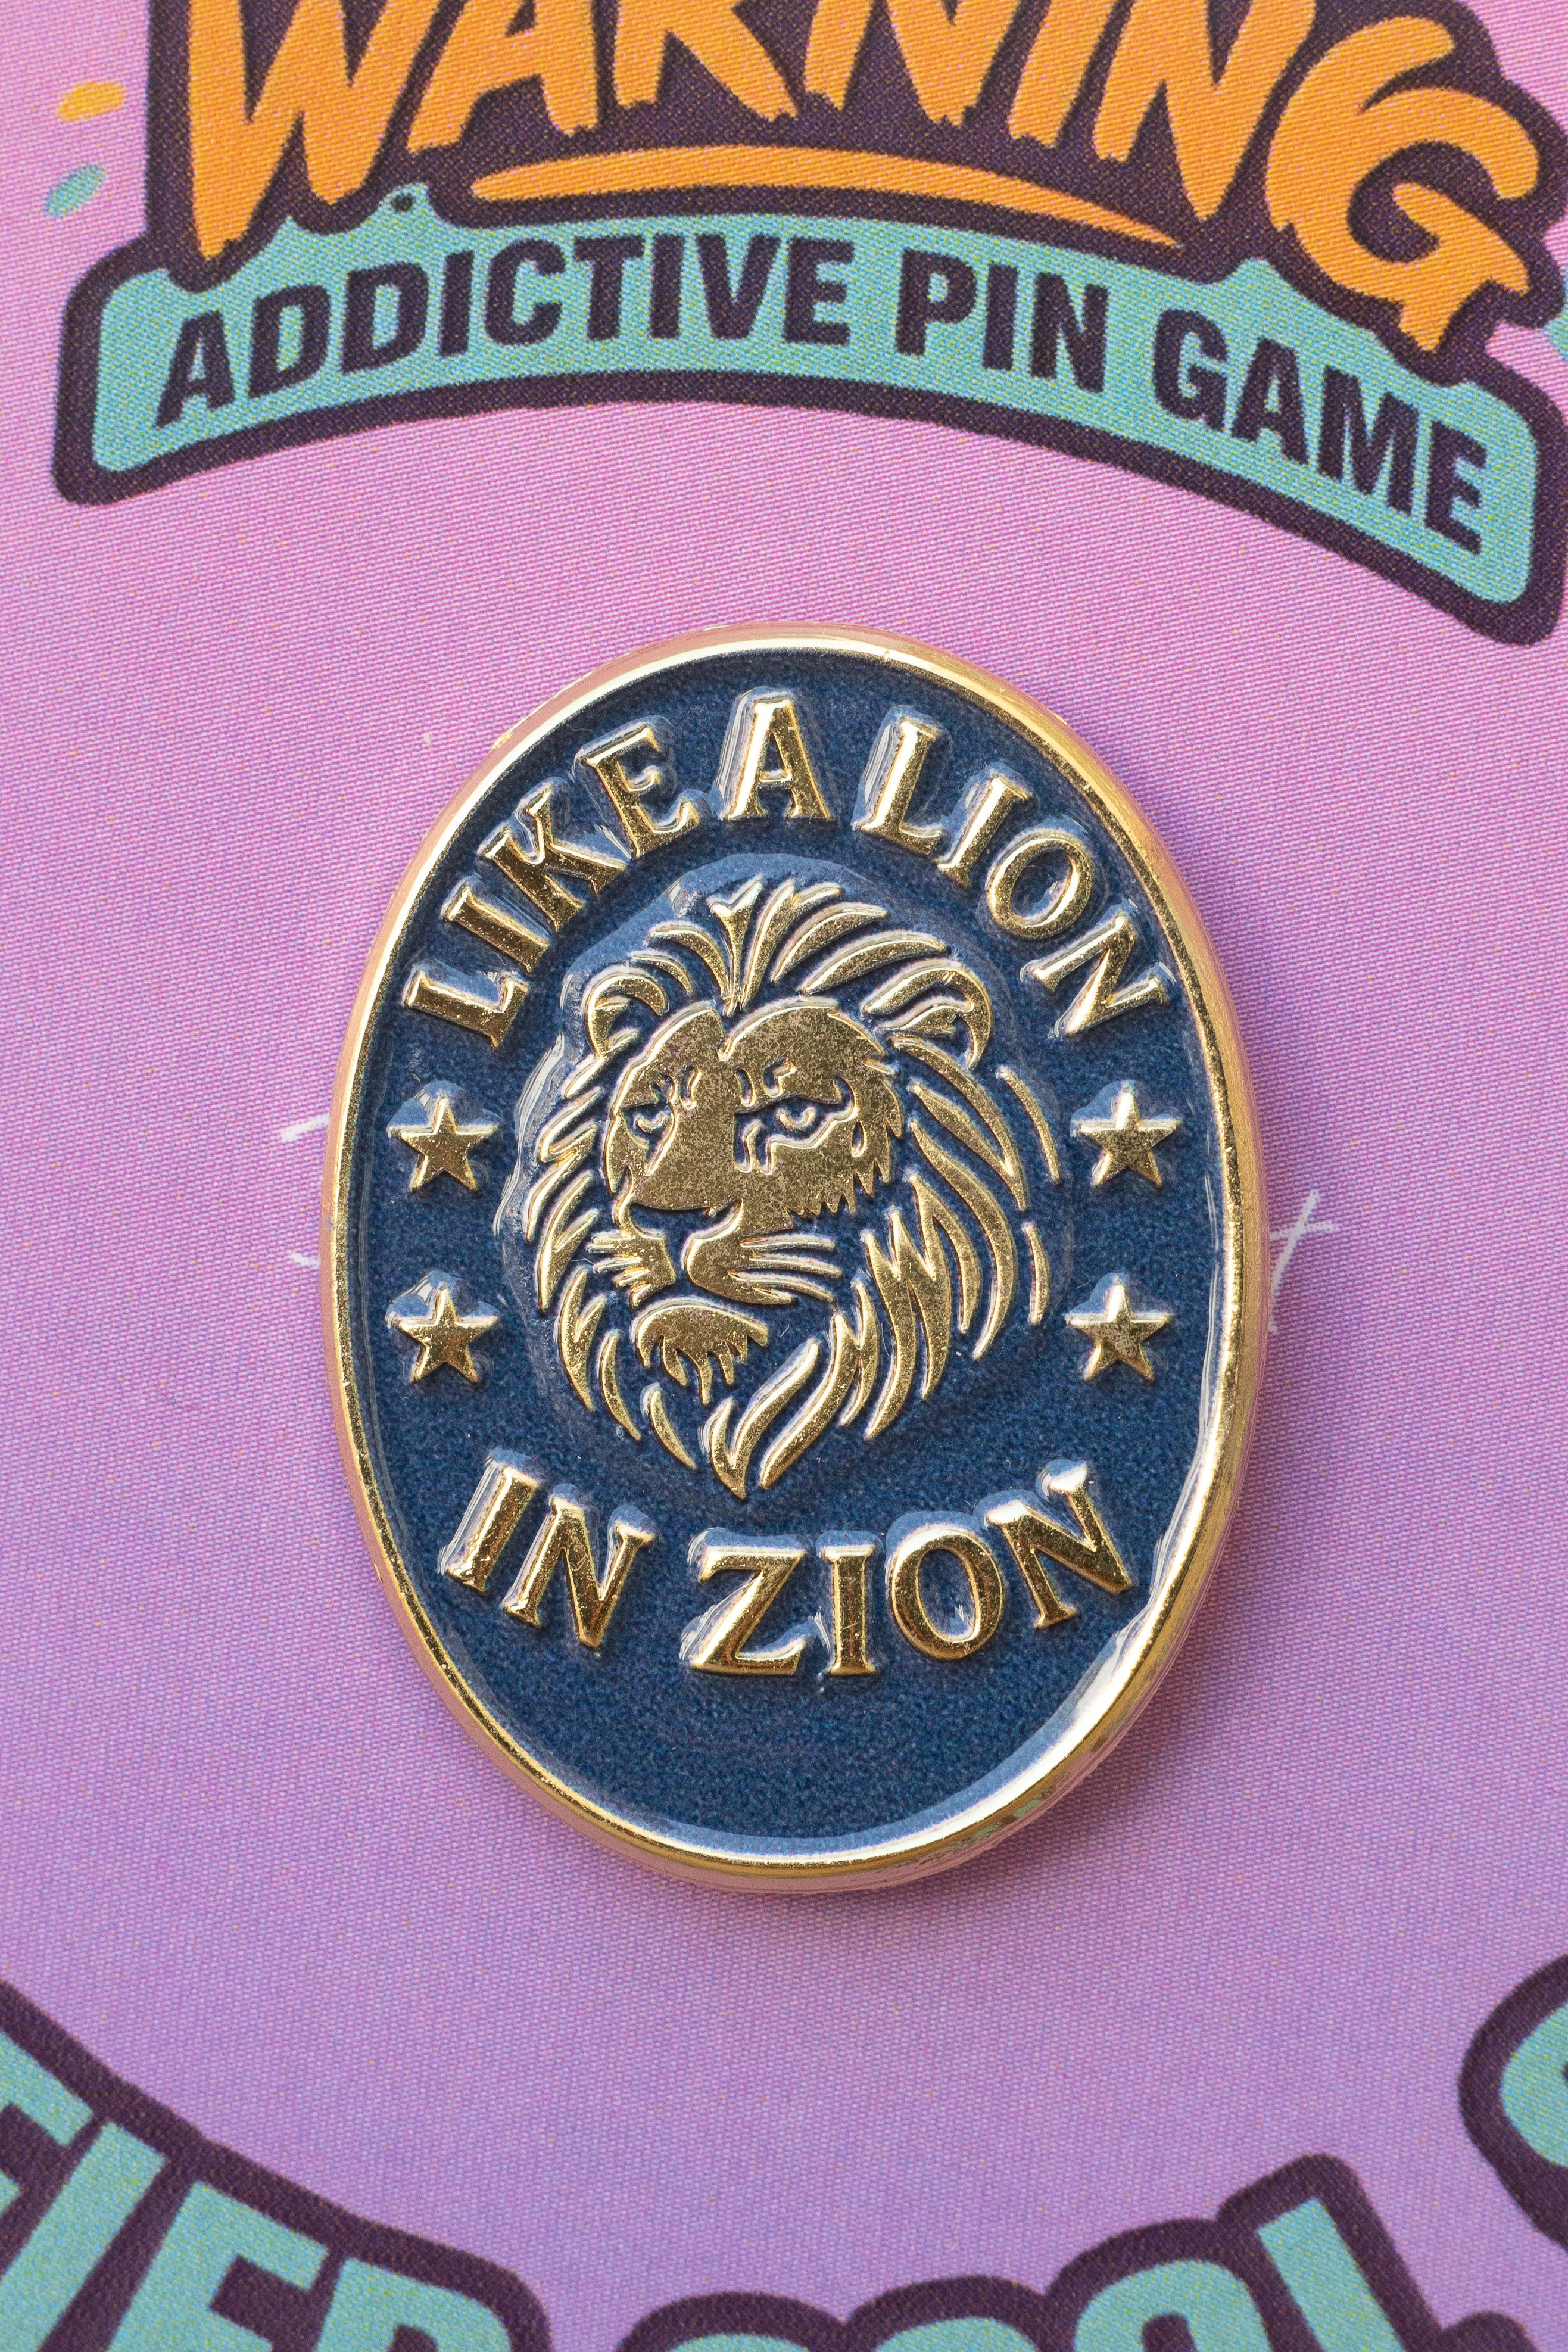 WARNING
ADDICTIVE PIN GAME
LIKE A LION
IN ZION